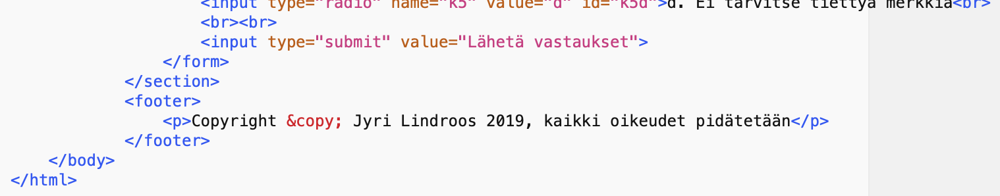 <input type="radio" name="k5" value="d" id="k5d">d. Ei tarvitse tiettyä merkkiä<br>
<br><br>
<input type="submit" value="Lähetä vastaukset">
</form>
</section>
<footer>
<p>Copyright &copy; Jyri Lindroos 2019, kaikki oikeudet pidätetään</p>
</footer>
</body>
</html>